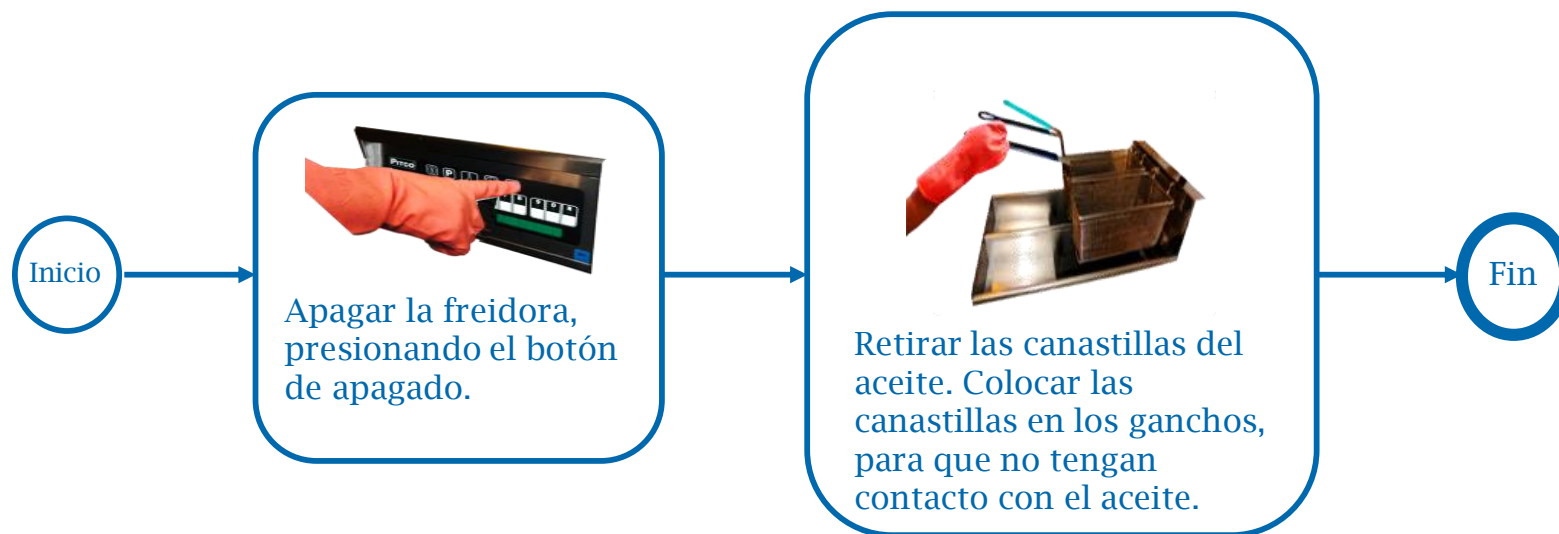 Inicio
PITCO
P
Apagar la freidora,
presionando el botón
de apagado.
Retirar las canastillas del
aceite. Colocar las
canastillas en los ganchos,
para que no tengan
contacto con el aceite.
Fin